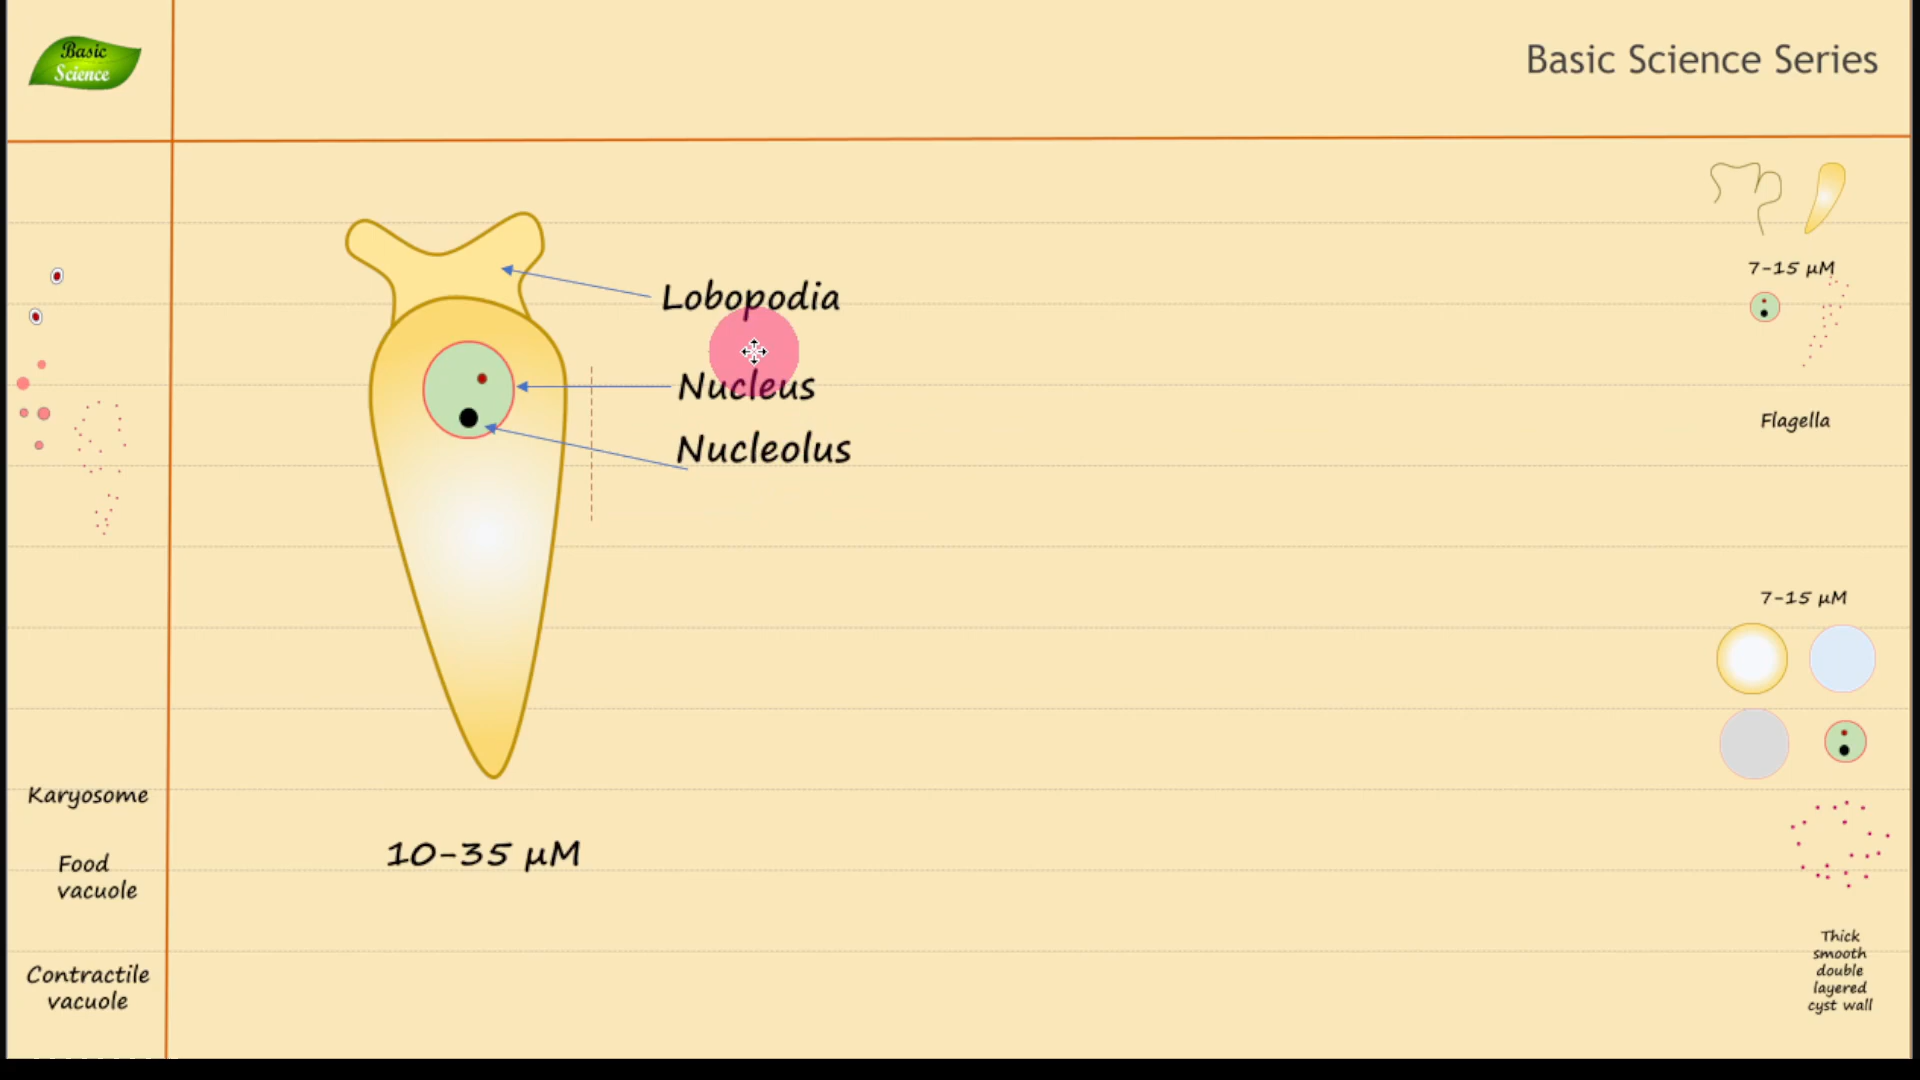 Basic
Science
Basic Science Series
Lobopodia
Nucleus
Nucleolus
10-35 µM
Karyosome
Food
vacuole
Contractile
vacuole
7-15 µM
Flagella
7-15 µM
Thick
smooth
double
layered
cyst wall